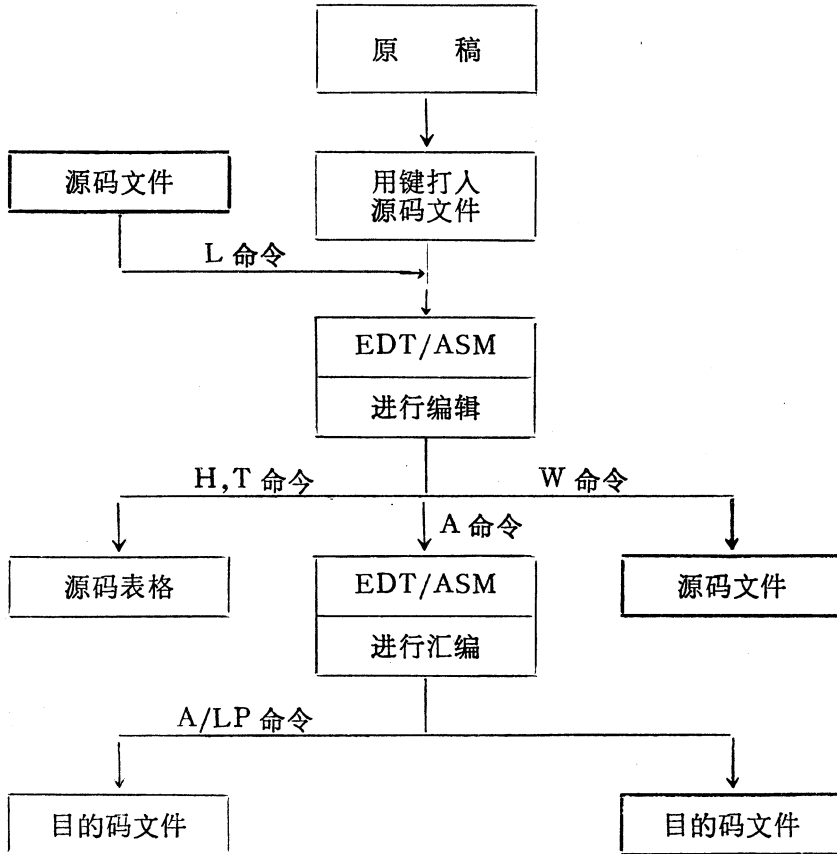 原 稿
源码文件
用键打人
源码文件
L 命令
EDT/ASM
进行编辑
H,T 命今
W 命令
A 命令
源码表格
EDT/ASM
源码文件
进行汇编
A/LP 命令
目的码文件
目的码文件